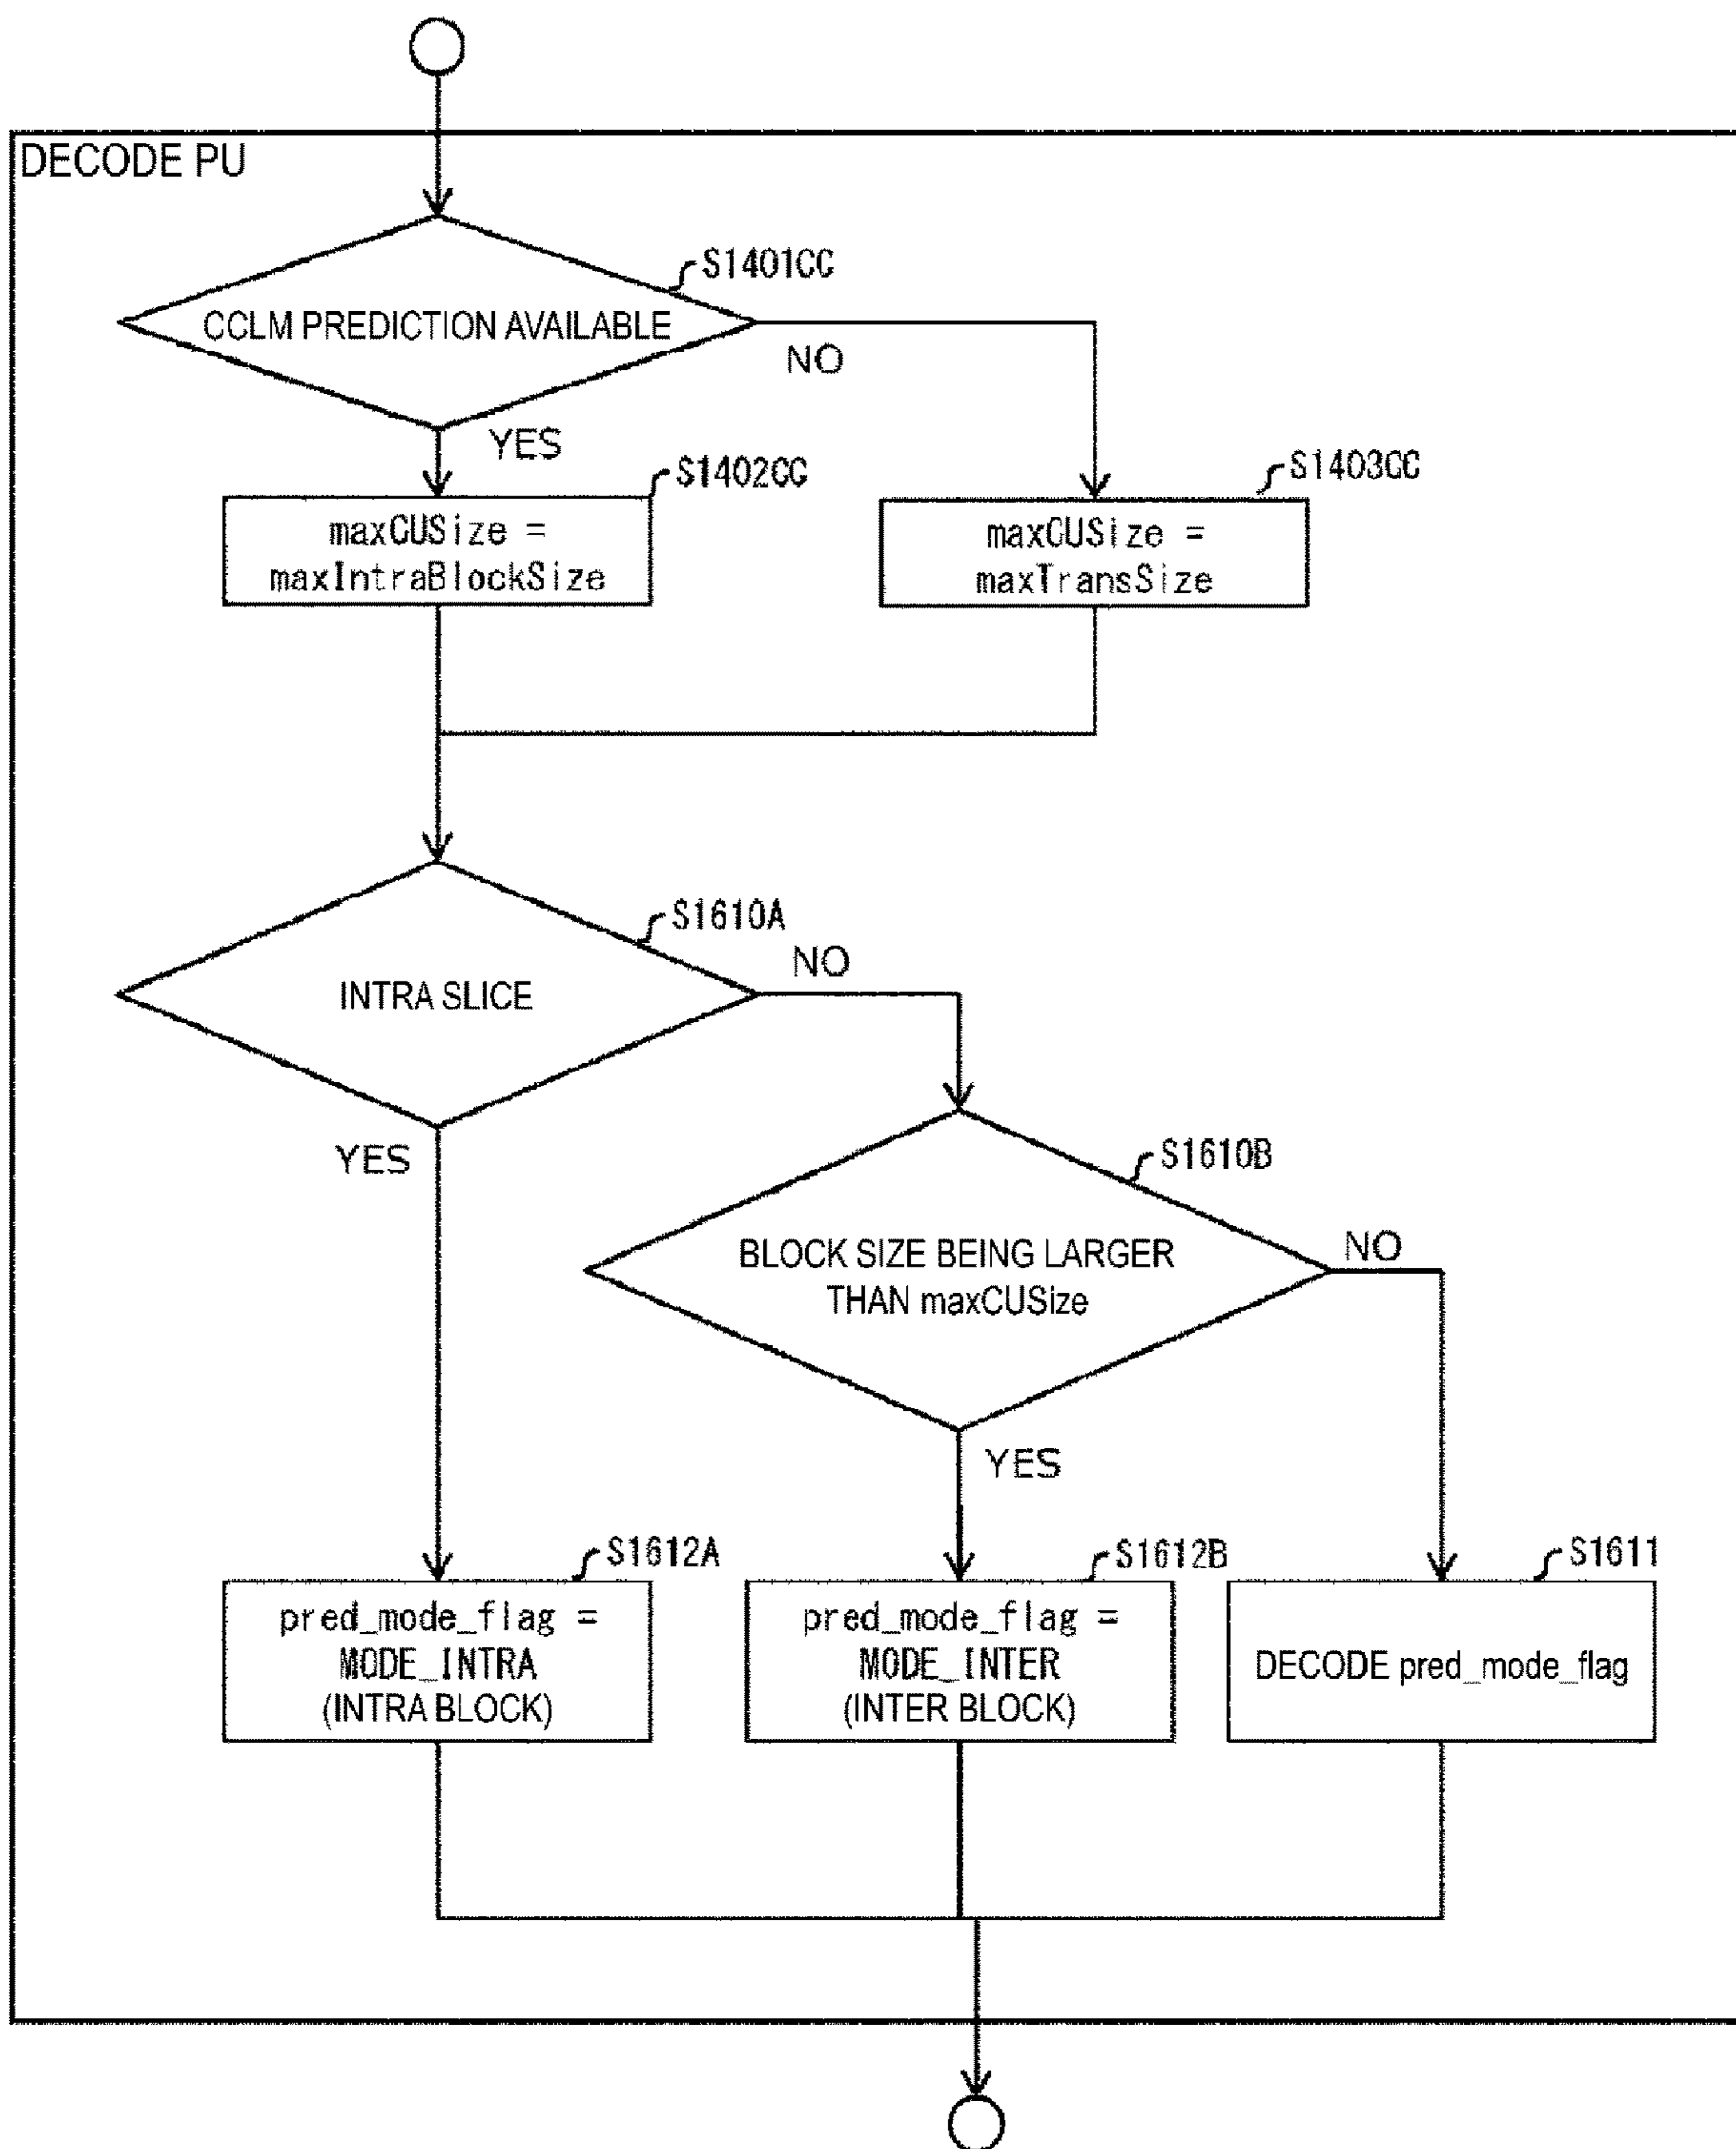 DECODE PU
S1401CC
CCLM PREDICTION AVAILABLE
NO
YES
S1402CC
S1403CC
maxCUSize =
maxIntraBlockSize
maxCUSize =
maxTransSize
S1610A
NO
INTRA SLICE
YES
S1610B
NO
BLOCK SIZE BEING LARGER
THAN maxCUSize
YES
S1612A
S1612B
S1611
pred_mode_flag =
MODE_INTRA
(INTRA BLOCK)
pred_mode_flag =
MODE_INTER
(INTER BLOCK)
DECODE pred_mode_flag